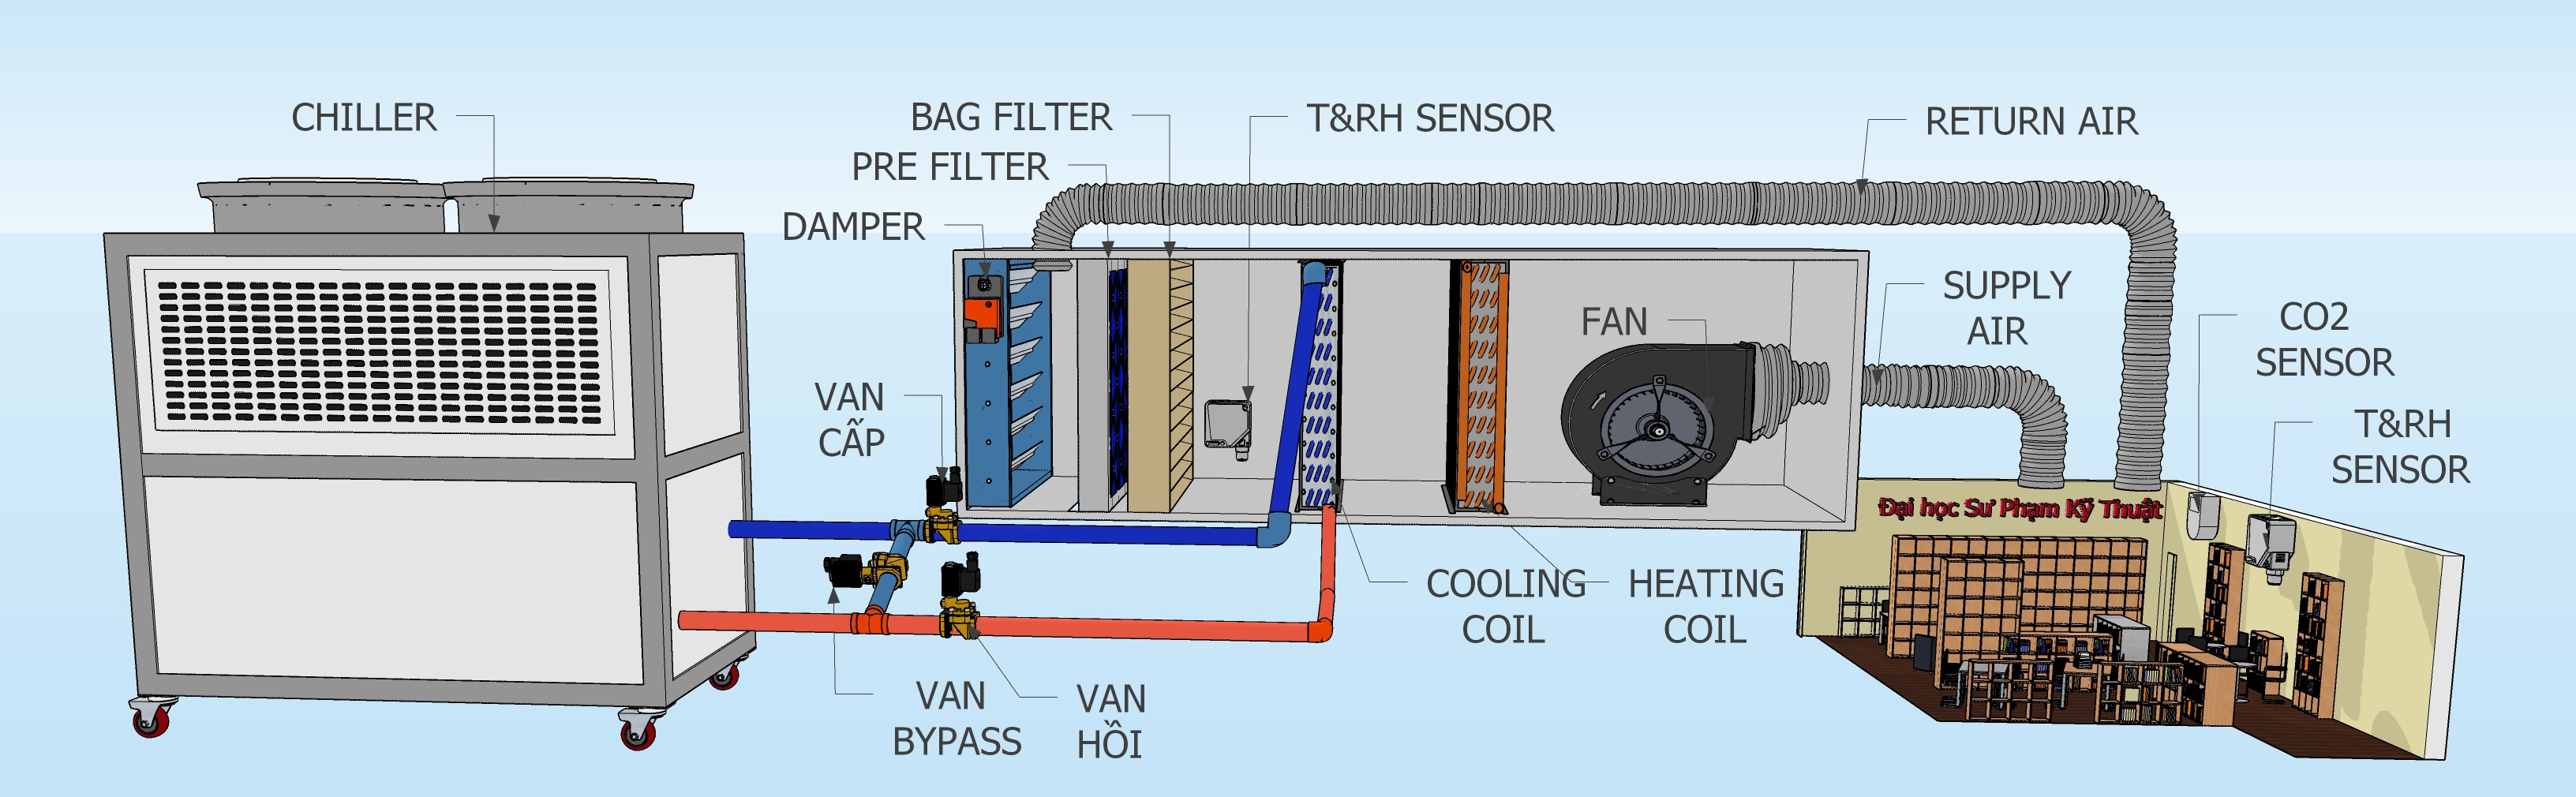 CHILLER
BAG FILTER
PRE FILTER
DAMPER
T&RH SENSOR
RETURN AIR
SUPPLY
AIR
CO2
SENSOR
T&RH
SENSOR
FAN
VAN
CẤP
Đại học Sư Phạm Kỹ Thuật
COOLING
COIL
HEATING
COIL
VAN
BYPASS
VAN
HỒI